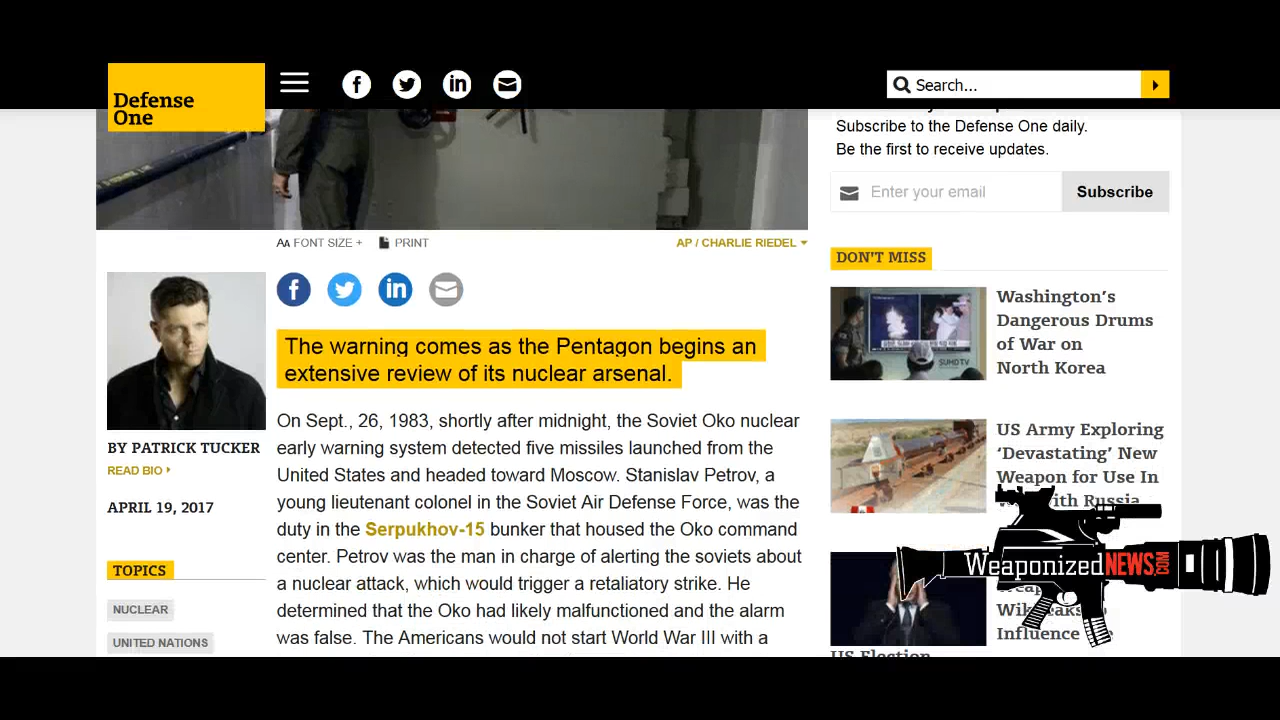 Defense
One
Search...
Subscribe to the Defense One daily.
Be the first to receive updates.
Enter your email
Subscribe
AA FONT SIZE +
PRINT
AP / CHARLIE RIEDEL
The warning comes as the Pentagon begins an
extensive review of its nuclear arsenal.
BY PATRICK TUCKER
READ BIO
APRIL 19, 2017
TOPICS
NUCLEAR
UNITED NATIONS
On Sept., 26, 1983, shortly after midnight, the Soviet Oko nuclear
early warning system detected five missiles launched from the
United States and headed toward Moscow. Stanislav Petrov, a
young lieutenant colonel in the Soviet Air Defense Force, was the
duty in the Serpukhov-15 bunker that housed the Oko command
center. Petrov was the man in charge of alerting the soviets about
a nuclear attack, which would trigger a retaliatory strike. He
determined that the Oko had likely malfunctioned and the alarm
was false. The Americans would not start World War III with a
DON'T MISS
Washington's
Dangerous Drums
of War on
North Korea
US Army Exploring
'Devastating' New
Weapon for Use In
Russia
Influence
US Election
WeaponizedNEWS.COM